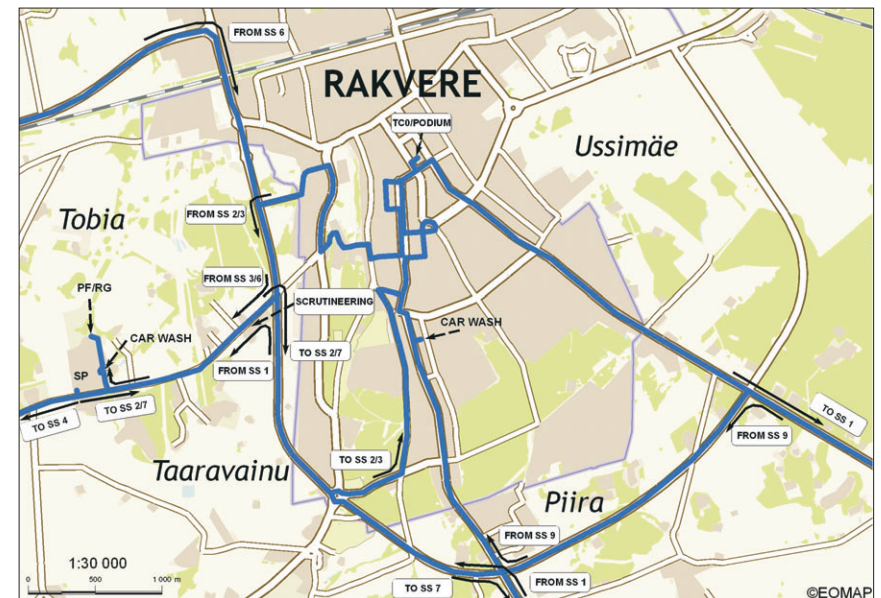 FROM SS 6
RAKVERE
TC0/PODIUM
Ussimäe
Tobia
FROM SS 2/3
FROM SS 3/6
PF/RG
SCRUTINEERING
CAR WASH
CAR WASH
TO SS 2/7
FROM SS 1
SP
TO SS 4
TO SS 2/7
TO SS 1
FROM SS 9
TO SS 2/3
Taaravainu
Piira
FROM SS 9
1:30 000
0 500 1 000 m
TO SS 7
FROM SS 1
©EOMAP